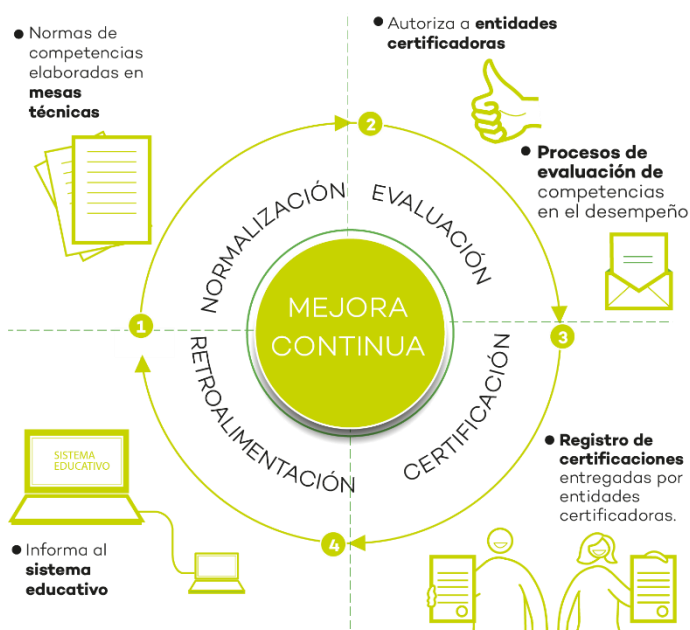 ● Normas de
competencias
elaboradas en
mesas
técnicas
● Autoriza a entidades
certificadoras
● Procesos de
evaluación de
competencias
en el desempeño
1
2
3
4
NORMALIZACIÓN
EVALUACIÓN
CERTIFICACIÓN
RETROALIMENTACIÓN
MEJORA
CONTINUA
● Registro de
certificaciones
entregadas por
entidades
certificadoras.
SISTEMA
EDUCATIVO
● Informa al
sistema
educativo